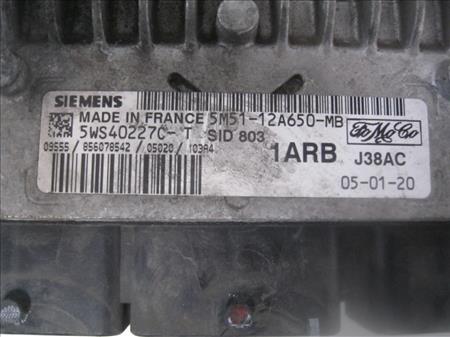 SIEMENS
MADE IN FRANCE 5M51-12A650-MB
5WS40227C-T SID 803
FoMoCo
09555 / 856078542 / 05020 / 103A4
1ARB J38AC
05-01-20